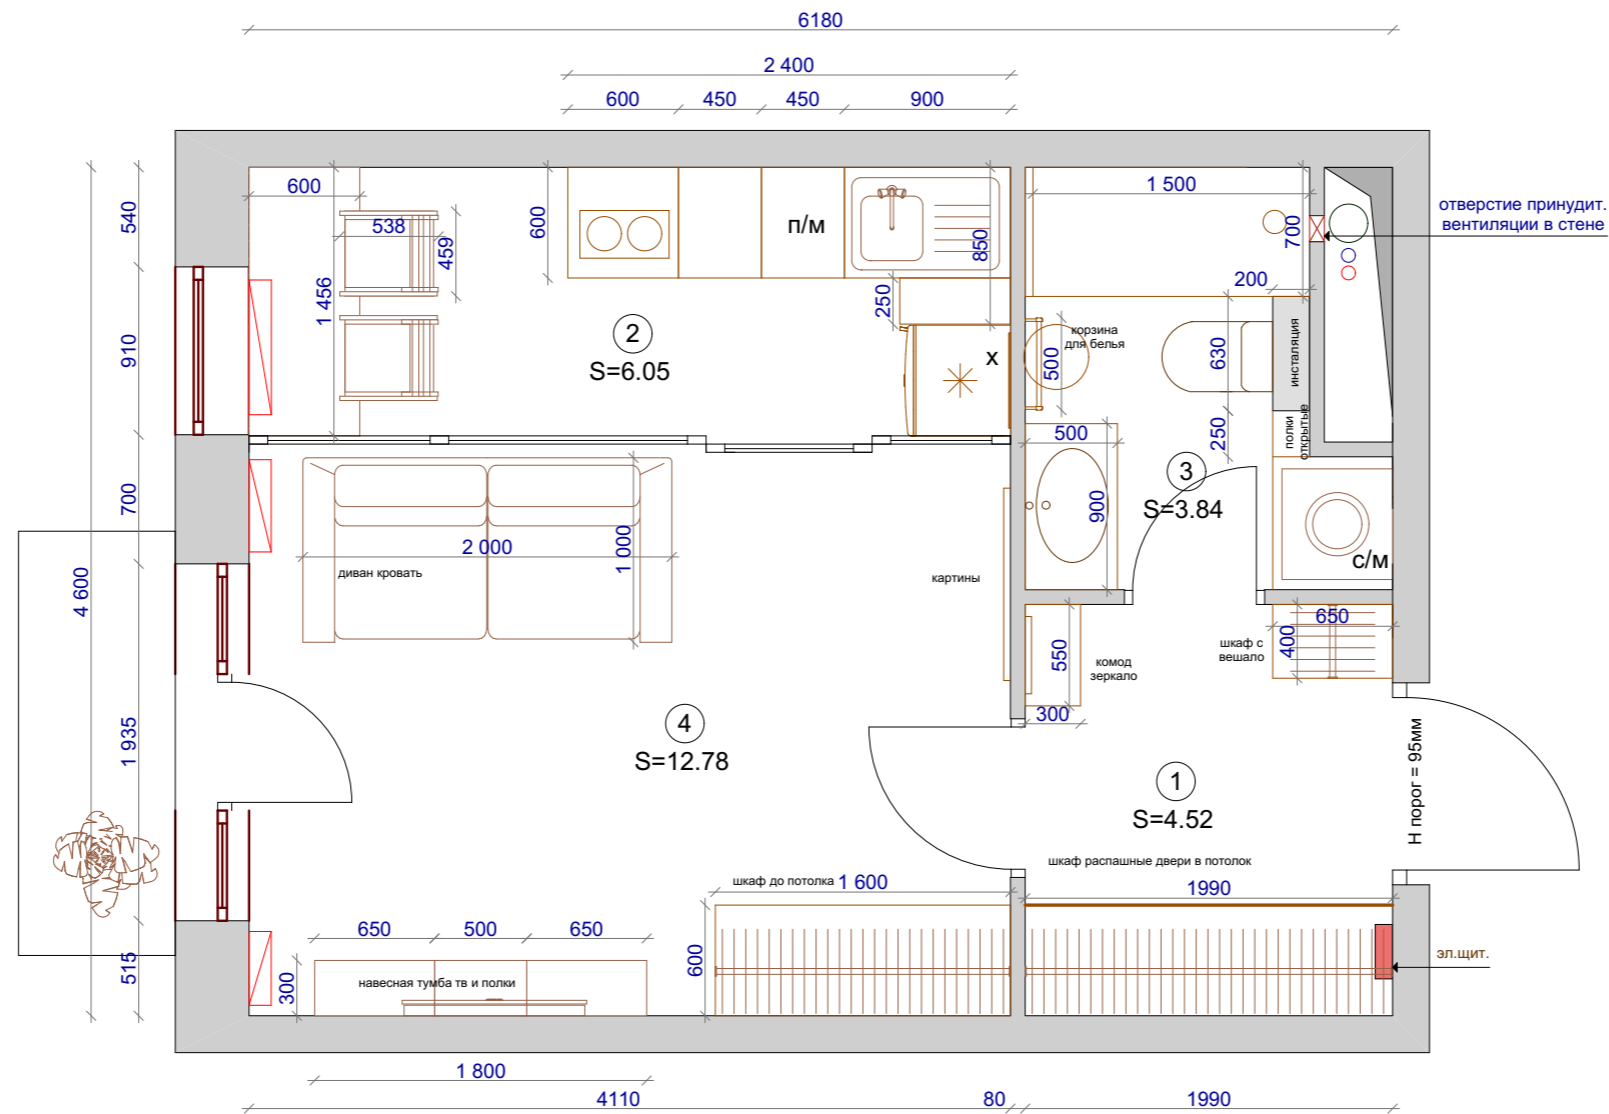 6180
2 400
600 450 450 900
600
538
459
1 456
600
п/м
850
250
2
S=6.05
х
1 500
700
200
отверстие принудит.
вентиляции в стене
корзина
для белья
500
630
инсталяция
250
полки
открытые
500
900
3
S=3.84
с/м
540
910
700
4 600
1 935
515
2 000
1 000
диван кровать
картины
550
комод
зеркало
300
шкаф с
вешало
650
400
4
S=12.78
1
S=4.52
Н порог = 95мм
шкаф распашные двери в потолок
1990
шкаф до потолка 1 600
600
650 500 650
300
навесная тумба тв и полки
эл.щит.
1 800
4110 80 1990